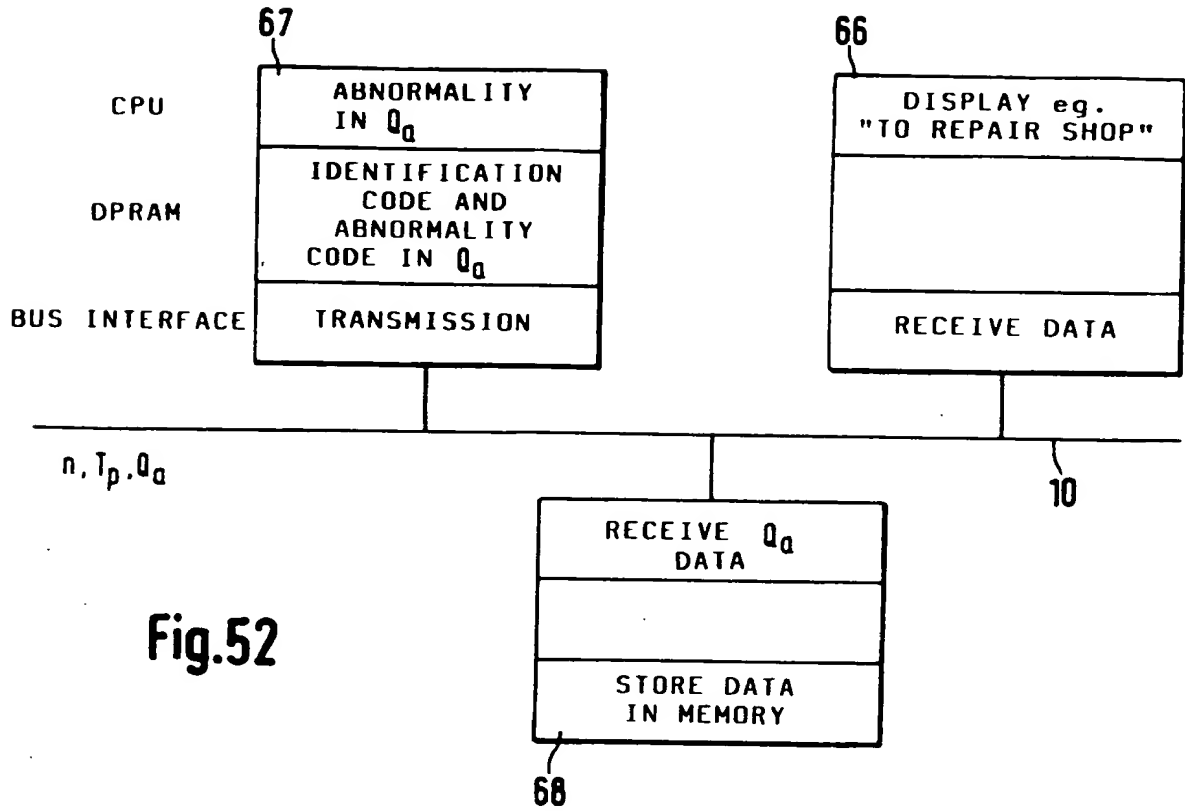 67
66
CPU
ABNORMALITY
IN Qa
DISPLAY eg.
"TO REPAIR SHOP"
DPRAM
IDENTIFICATION
CODE AND
ABNORMALITY
CODE IN Qa
BUS INTERFACE
TRANSMISSION
RECEIVE DATA
n, Tp, Qa
10
RECEIVE Qa
DATA
STORE DATA
IN MEMORY
68
Fig.52